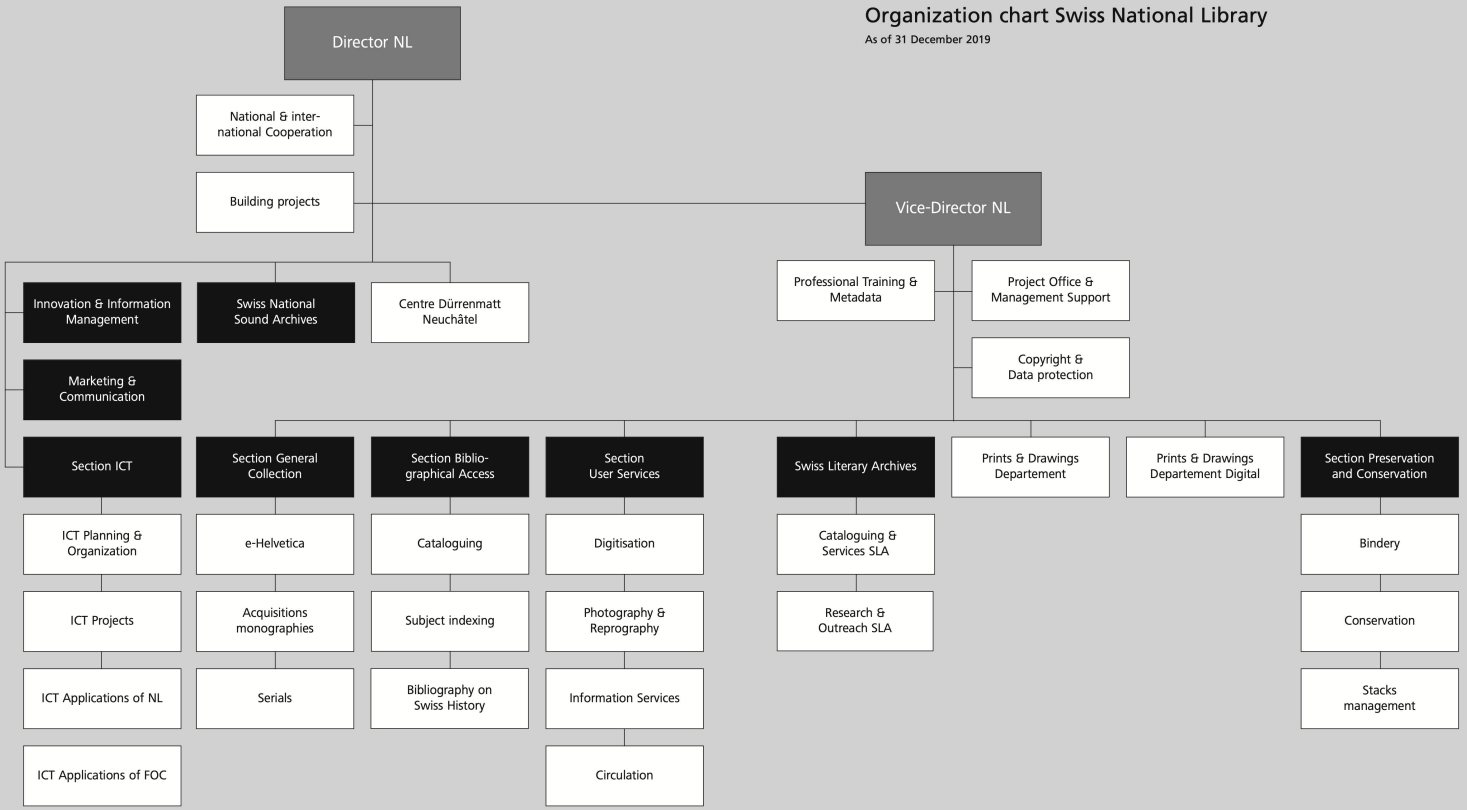 Organization chart Swiss National Library
As of 31 December 2019
Director NL
National & inter-
national Cooperation
Building projects
Vice-Director NL
Professional Training &
Metadata
Project Office &
Management Support
Copyright &
Data protection
Innovation & Information
Management
Swiss National
Sound Archives
Centre Dürrenmatt
Neuchâtel
Marketing &
Communication
Section ICT
ICT Planning &
Organization
ICT Projects
ICT Applications of NL
ICT Applications of FOC
Section General
Collection
e-Helvetica
Acquisitions
monographies
Serials
Section Biblio-
graphical Access
Cataloguing
Subject indexing
Bibliography on
Swiss History
Section
User Services
Digitisation
Photography &
Reprography
Information Services
Circulation
Swiss Literary Archives
Cataloguing &
Services SLA
Research &
Outreach SLA
Prints & Drawings
Departement
Prints & Drawings
Departement Digital
Section Preservation
and Conservation
Bindery
Conservation
Stacks
management